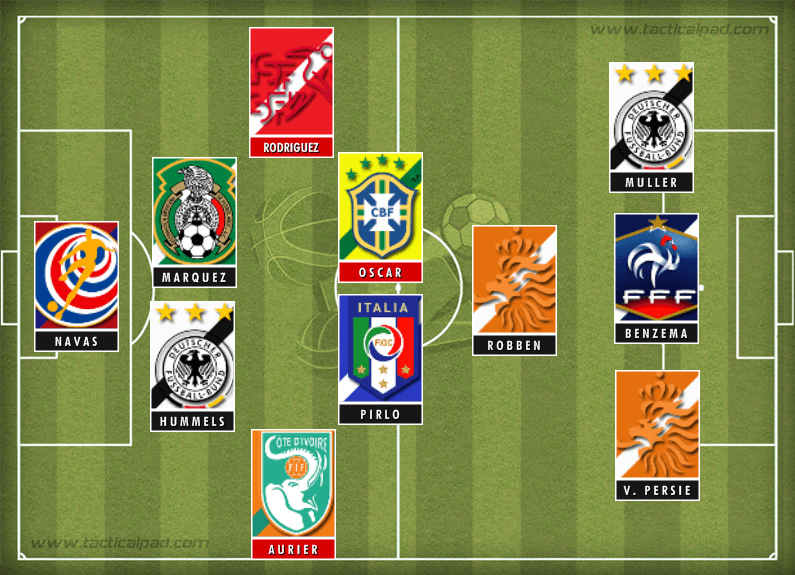 www.tacticalpad.com
RODRIGUEZ
DEUTSCHER
FUSSBALL-BUND
MULLER
MARQUEZ
CBF
OSCAR
NAVAS
FFF
BENZEMA
ROBBEN
DEUTSCHER
FUSSBALL-BUND
HUMMELS
ITALIA
FIGC
PIRLO
V. PERSIE
CÔTE D'IVOIRE
FIF
AURIER
www.tacticalpad.com